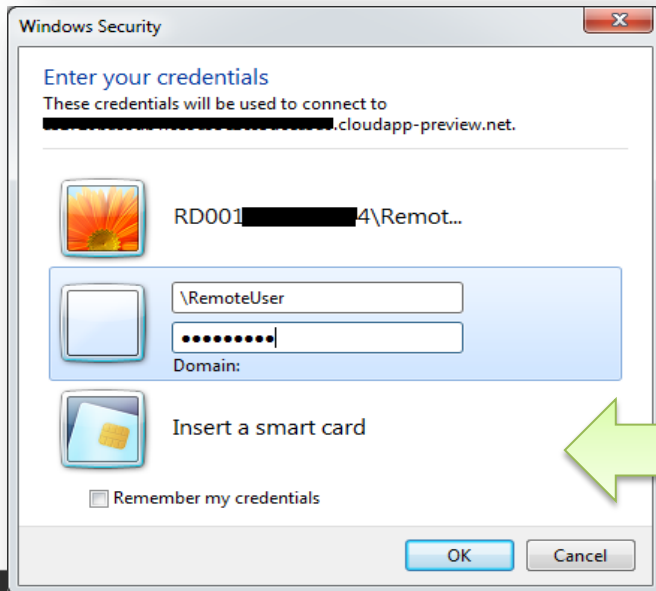 Windows Security
Enter your credentials
These credentials will be used to connect to
.cloudapp-preview.net.
RD001 4\Remot...
\RemoteUser
●●●●●●●●●
Domain:
Insert a smart card
Remember my credentials
OK
Cancel